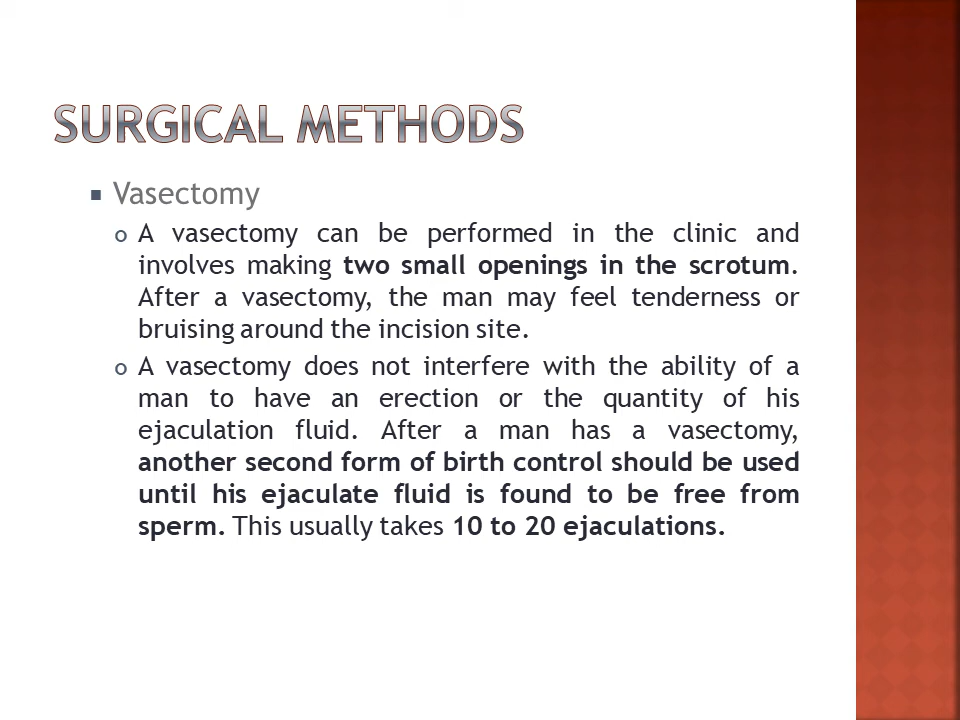 SURGICAL METHODS
Vasectomy
A vasectomy can be performed in the clinic and
involves making two small openings in the scrotum.
After a vasectomy, the man may feel tenderness or
bruising around the incision site.
A vasectomy does not interfere with the ability of a
man to have an erection or the quantity of his
ejaculation fluid. After a man has a vasectomy,
another second form of birth control should be used
until his ejaculate fluid is found to be free from
sperm. This usually takes 10 to 20 ejaculations.